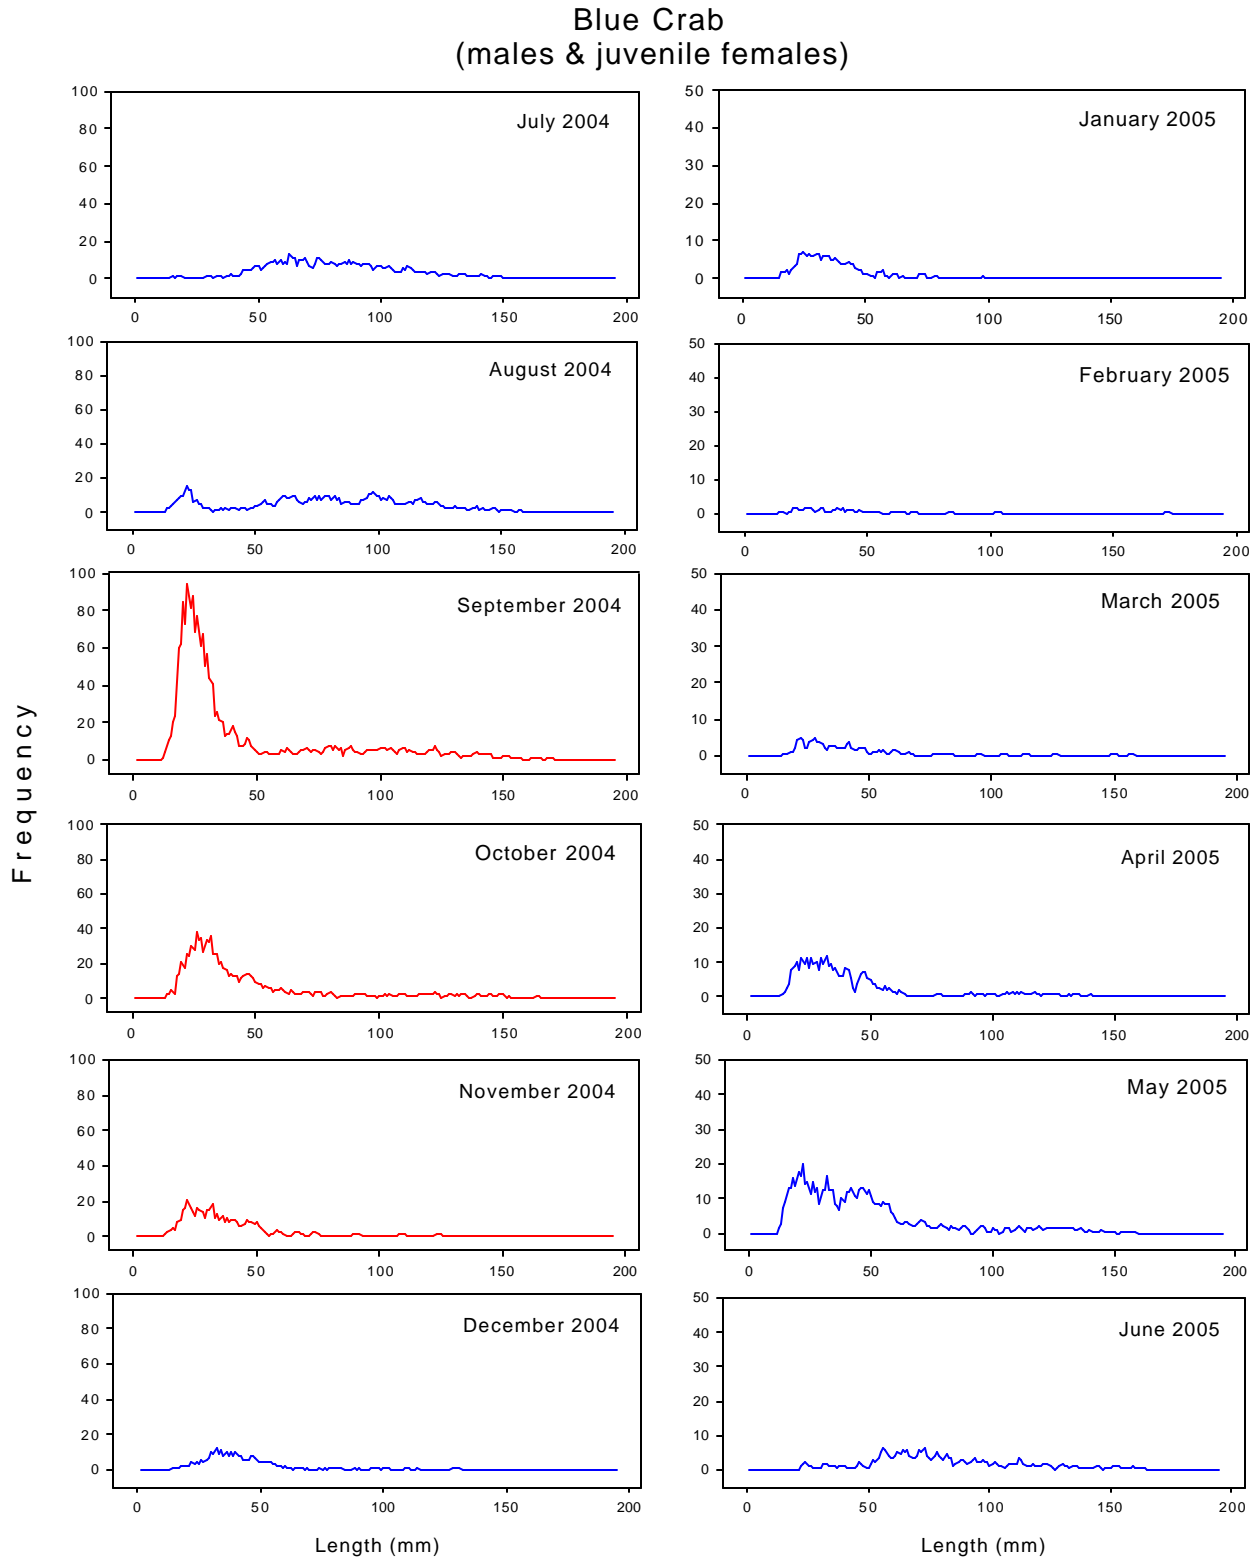 Blue Crab
(males & juvenile females)
Frequency
100
80
60
40
20
0
July 2004
0 50 100 150 200
100
80
60
40
20
0
August 2004
0 50 100 150 200
100
80
60
40
20
0
September 2004
0 50 100 150 200
100
80
60
40
20
0
October 2004
0 50 100 150 200
100
80
60
40
20
0
November 2004
0 50 100 150 200
100
80
60
40
20
0
December 2004
0 50 100 150 200
Length (mm)
50
40
30
20
10
0
January 2005
0 50 100 150 200
50
40
30
20
10
0
February 2005
0 50 100 150 200
50
40
30
20
10
0
March 2005
0 50 100 150 200
50
40
30
20
10
0
April 2005
0 50 100 150 200
50
40
30
20
10
0
May 2005
0 50 100 150 200
50
40
30
20
10
0
June 2005
0 50 100 150 200
Length (mm)